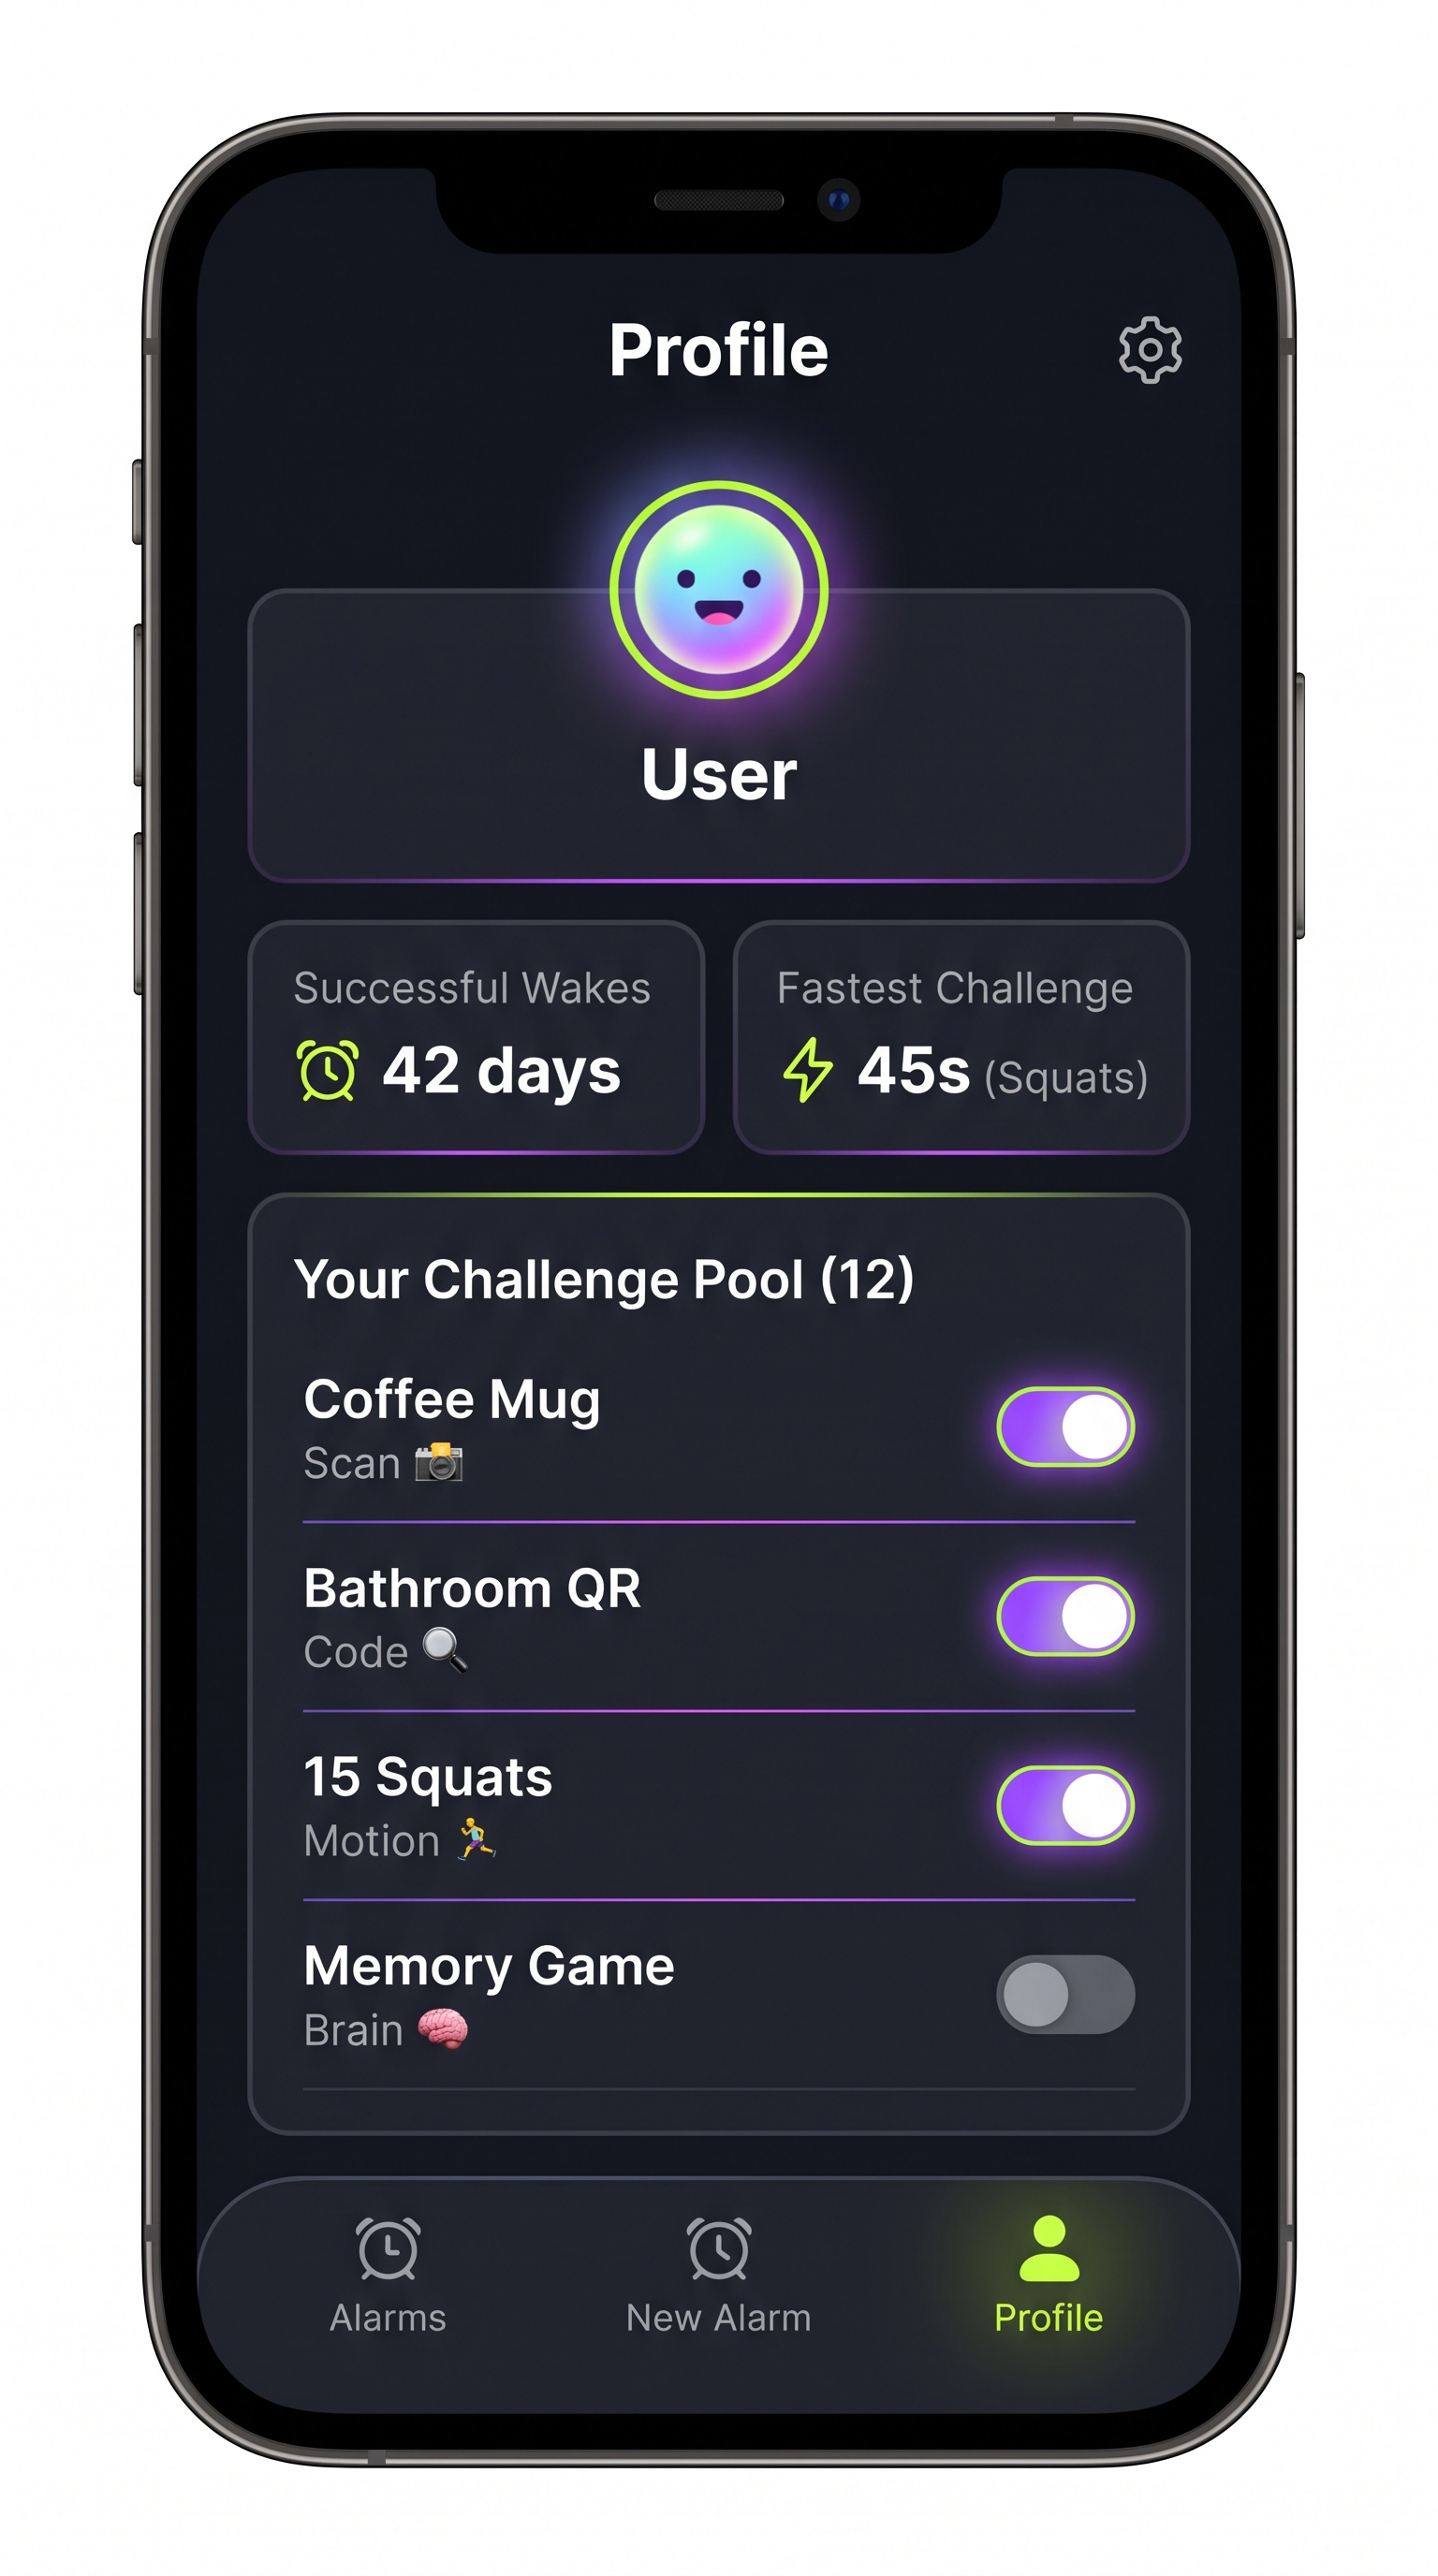 Profile
User
Successful Wakes
42 days
Fastest Challenge
45s (Squats)
Your Challenge Pool (12)
Coffee Mug
Scan 📸
Bathroom QR
Code 🔍
15 Squats
Motion 🏃
Memory Game
Brain 🧠
Alarms
New Alarm
Profile